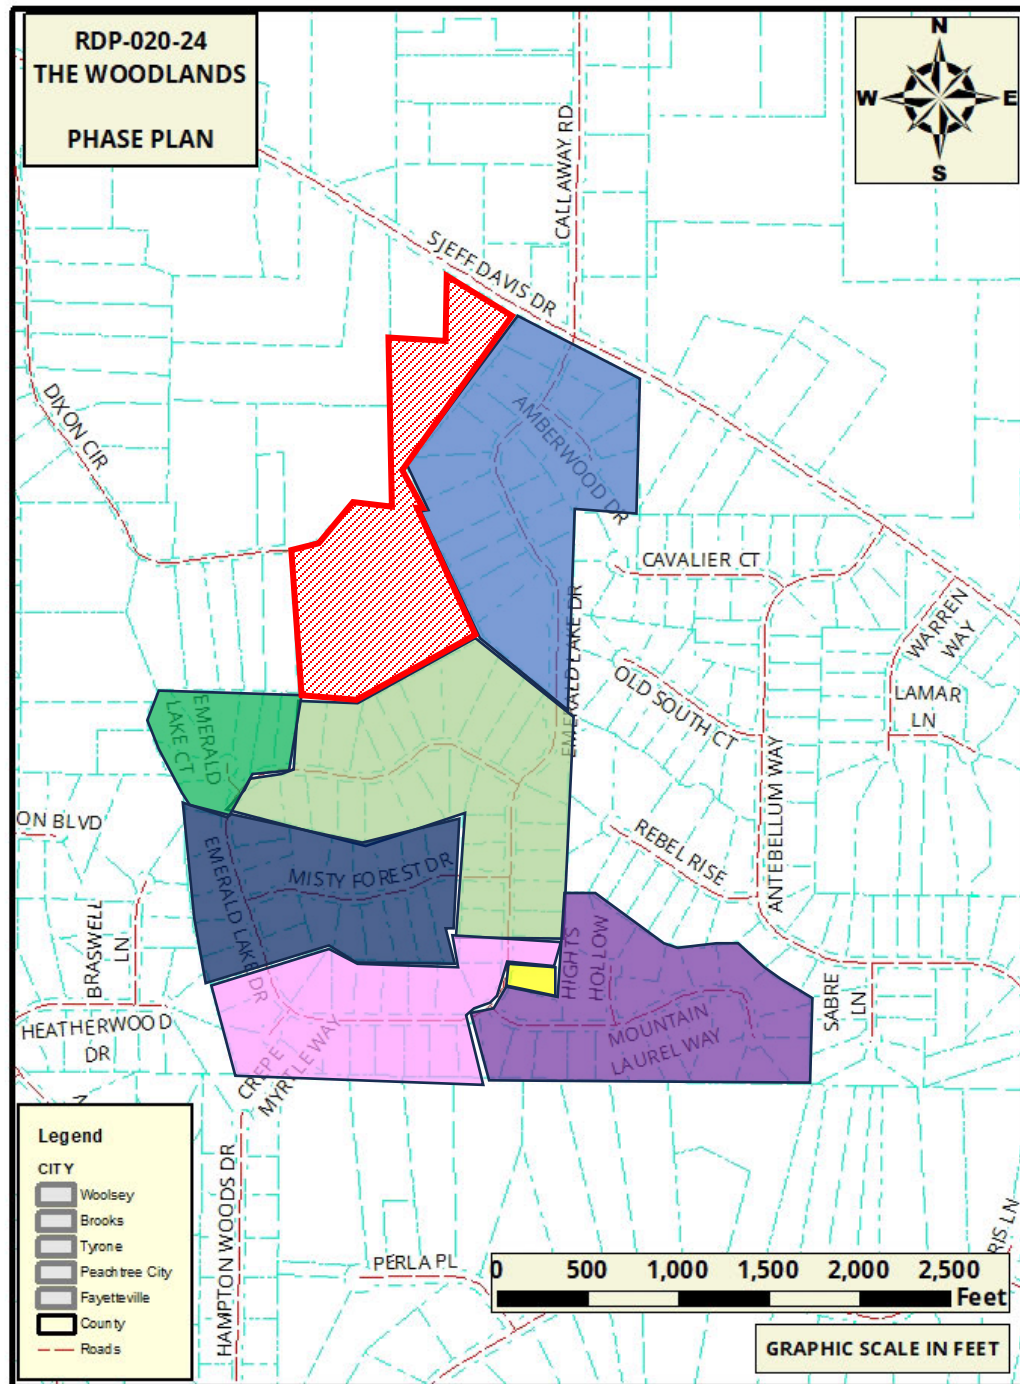 RDP-020-24
THE WOODLANDS
PHASE PLAN
N
W
E
S
CALLAWAY RD
SJEFF DAVIS DR
DIXON CIR
AMBERWOOD DR
CAVALIER CT
EMERALD LAKE DR
WARREN
WAY
OLD SOUTH CT
LAMAR
LN
EMERALD
LAKE CT
ANTEBELLUM WAY
ON BLVD
REBEL RISE
EMERALD LAKE DR
MISTY FOREST DR
BRASWELL
LN
HIGHTS
HOLLOW
SABRE
LN
HEATHERWOOD
DR
MOUNTAIN
LAUREL WAY
CREPE
MYRTLE WAY
HAMPTON WOODS DR
PERLA PL
RIS LN
Legend
CITY
Woolsey
Brooks
Tyrone
Peachtree City
Fayetteville
County
Roads
0 500 1,000 1,500 2,000 2,500
Feet
GRAPHIC SCALE IN FEET